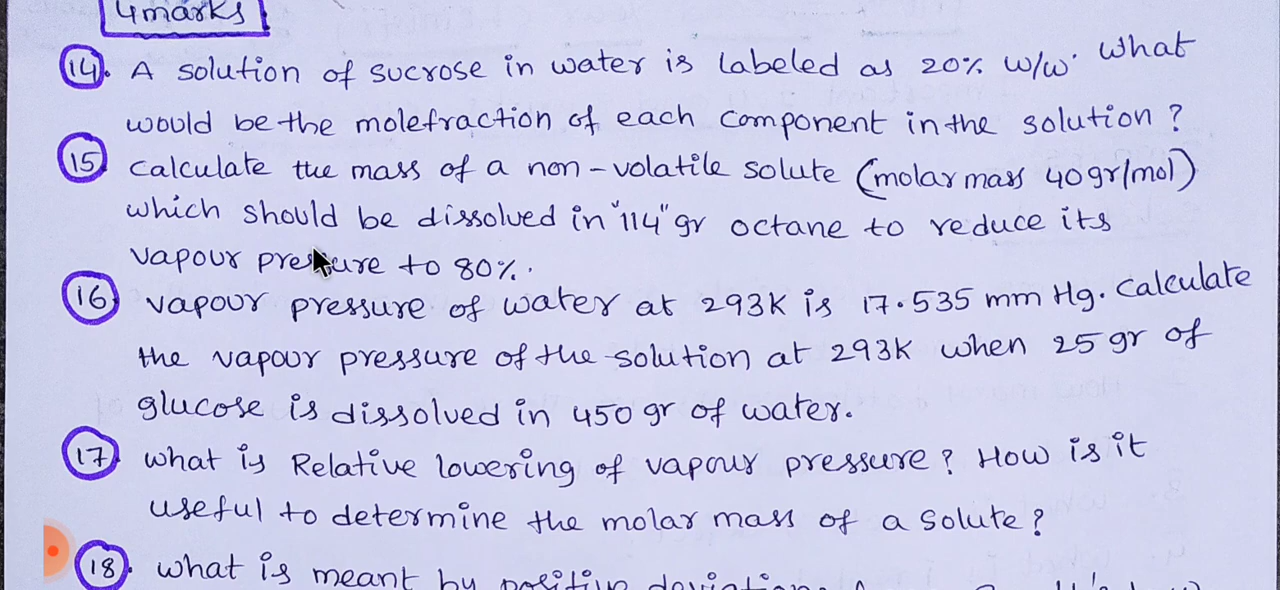 4marks
14. A solution of sucrose in water is labeled as 20% w/w. What
would be the molefraction of each component in the solution ?
15 Calculate the mass of a non-volatile solute (molar mass 40gr/mol)
which should be dissolved in "114" gr octane to reduce its
vapour pressure to 80%.
16. vapour pressure of water at 293K is 17.535 mm Hg. Calculate
the vapour pressure of the solution at 293K when 25 gr of
glucose is dissolved in 450 gr of water.
17. what is Relative lowering of vapour pressure? How is it
useful to determine the molar mass of a solute?
18. what is meant by positive